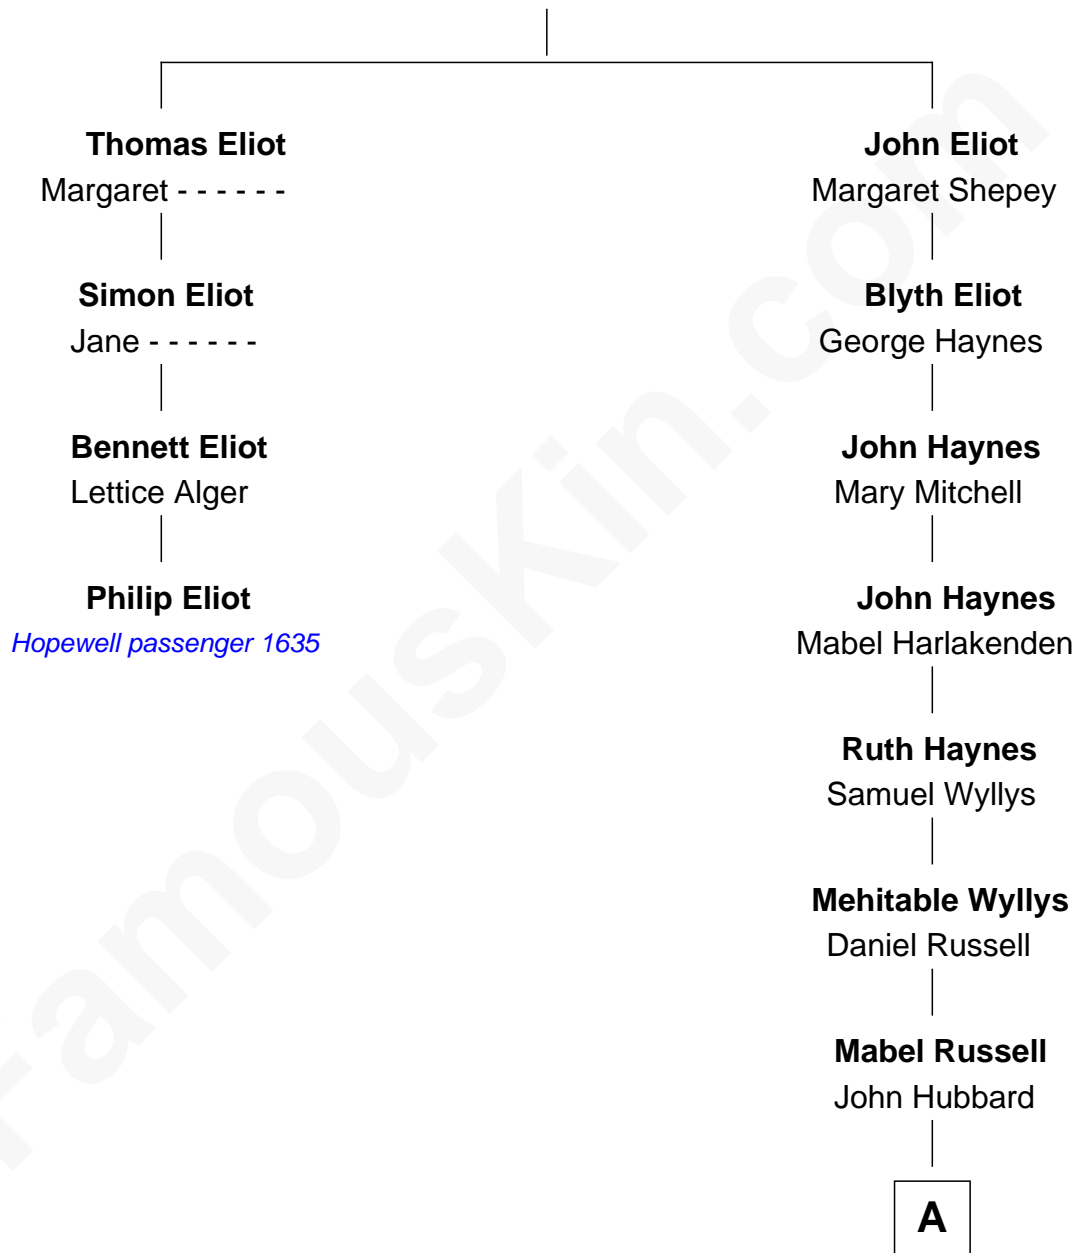 Thomas Eliot
Margaret - - - - - -
Simon Eliot
Jane - - - - - -
Bennett Eliot
Lettice Alger
Philip Eliot
Hopewell passenger 1635
John Eliot
Margaret Shepey
Blyth Eliot
George Haynes
John Haynes
Mary Mitchell
John Haynes
Mabel Harlakenden
Ruth Haynes
Samuel Wyllys
Mehitable Wyllys
Daniel Russell
Mabel Russell
John Hubbard
A
FamousKin.com